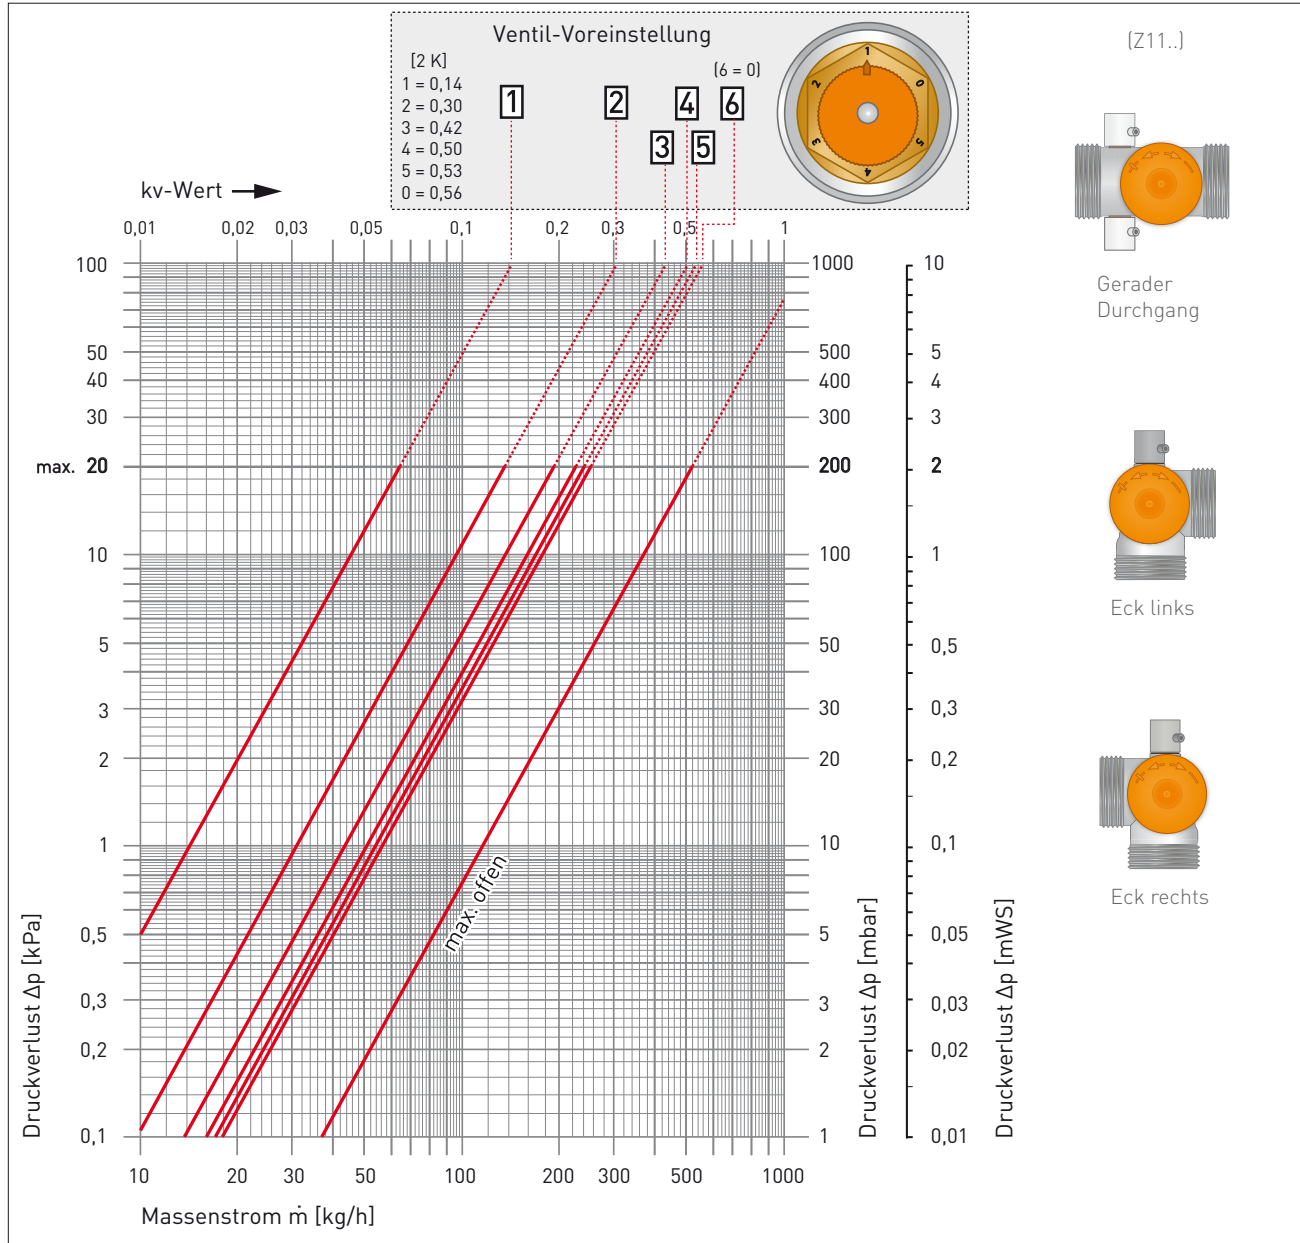 Ventil-Voreinstellung
[2 K]
1 = 0,14
2 = 0,30
3 = 0,42
4 = 0,50
5 = 0,53
0 = 0,56
(6 = 0)
1
2
4
6
3
5
1
0
5
4
3
2
(Z11..)
kv-Wert
0,01 0,02 0,03 0,05 0,1 0,2 0,3 0,5 1
100
50
40
30
max. 20
10
5
3
2
1
0,5
0,3
0,2
0,1
Druckverlust Δp [kPa]
max. offen
1000
500
400
300
200
100
50
30
20
10
5
3
2
1
Druckverlust Δp [mbar]
10
5
4
3
2
1
0,5
0,3
0,2
0,1
0,05
0,03
0,02
0,01
Druckverlust Δp [mWS]
10 20 30 50 100 200 300 500 1000
Massenstrom ṁ [kg/h]
+ −
Gerader
Durchgang
+ −
Eck links
+ −
Eck rechts